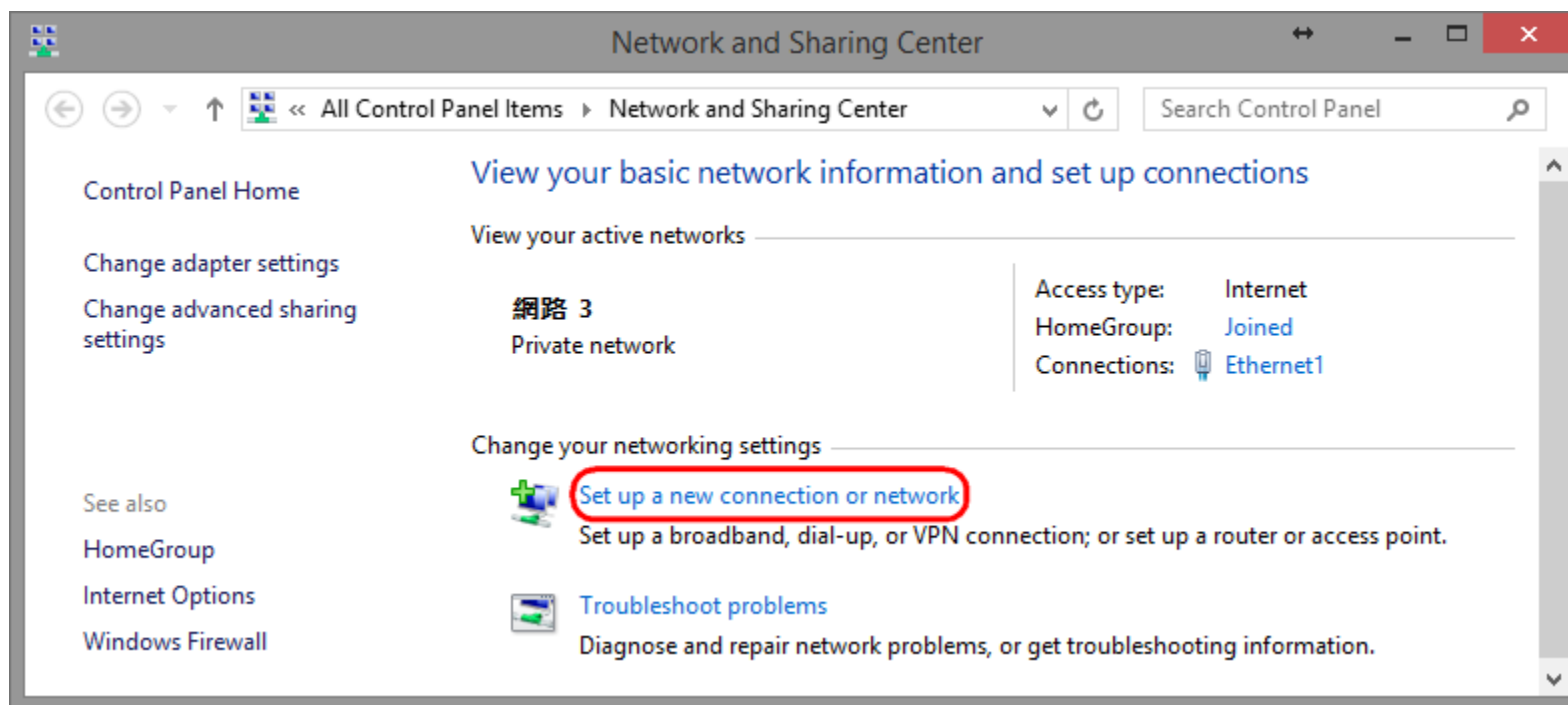 Network and Sharing Center
« All Control Panel Items ▸ Network and Sharing Center
Search Control Panel
Control Panel Home
Change adapter settings
Change advanced sharing
settings
See also
HomeGroup
Internet Options
Windows Firewall
View your basic network information and set up connections
View your active networks
網路 3
Private network
Access type: Internet
HomeGroup: Joined
Connections: Ethernet1
Change your networking settings
Set up a new connection or network
Set up a broadband, dial-up, or VPN connection; or set up a router or access point.
Troubleshoot problems
Diagnose and repair network problems, or get troubleshooting information.